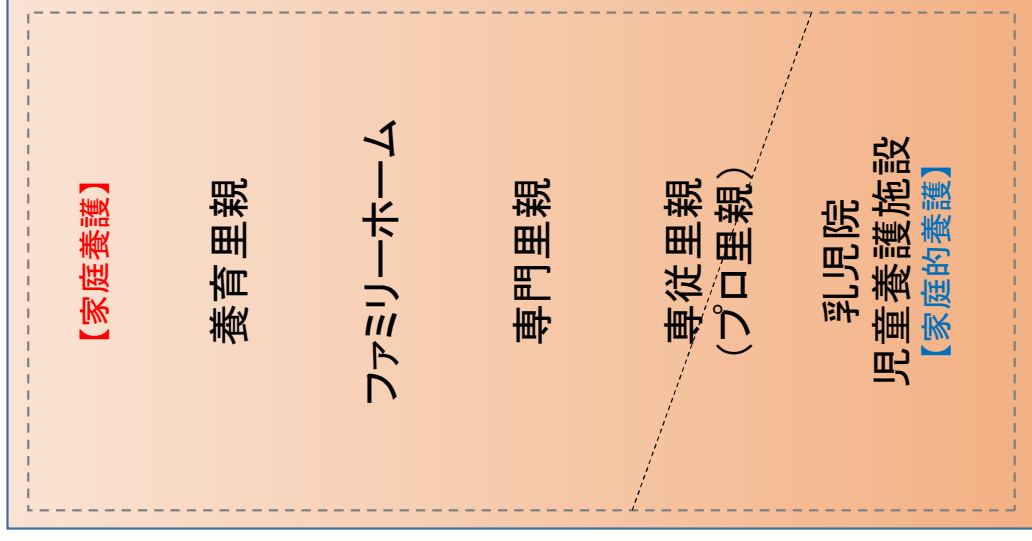 【家庭養護】
養育里親
ファミリーホーム
専門里親
専従里親
（プロ里親）
乳児院
児童養護施設
【家庭的養護】